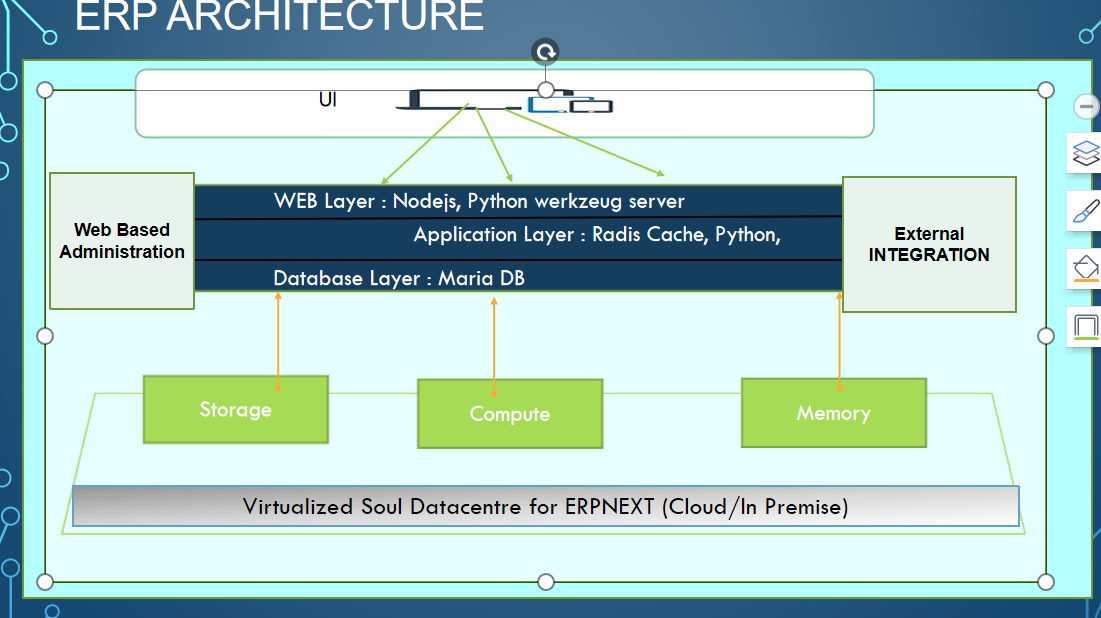 ERP ARCHITECTURE
UI
WEB Layer : Nodejs, Python werkzeug server
Web Based
Administration
Application Layer : Radis Cache, Python,
External
INTEGRATION
Database Layer : Maria DB
Storage
Compute
Memory
Virtualized Soul Datacentre for ERPNEXT (Cloud/In Premise)